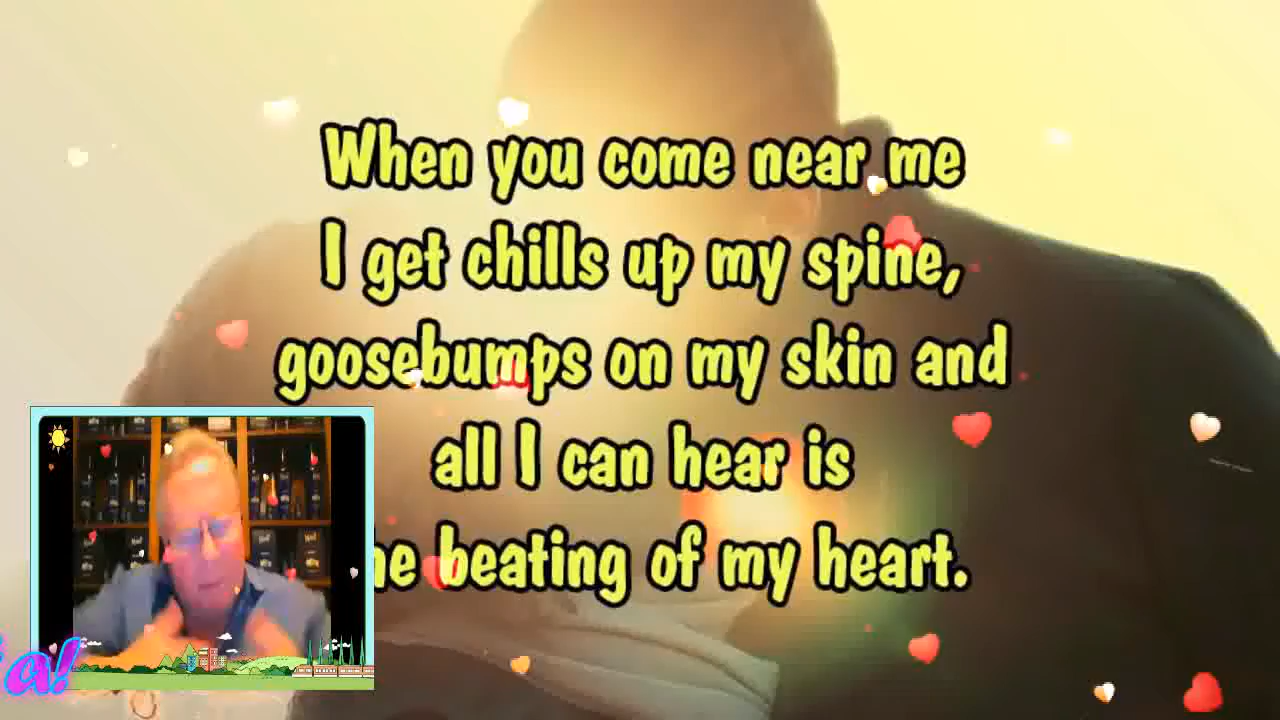 When you come near me
I get chills up my spine,
goosebumps on my skin and
all I can hear is
he beating of my heart.
a!